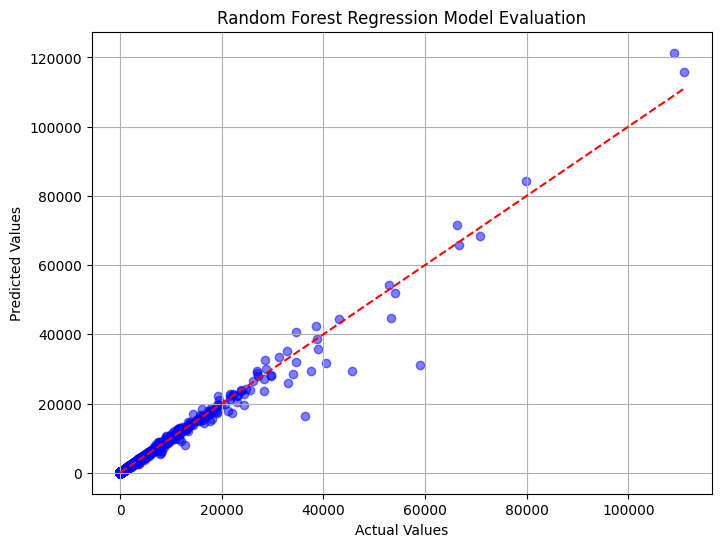 Random Forest Regression Model Evaluation
120000
100000
80000
60000
40000
20000
0
Predicted Values
0 20000 40000 60000 80000 100000
Actual Values